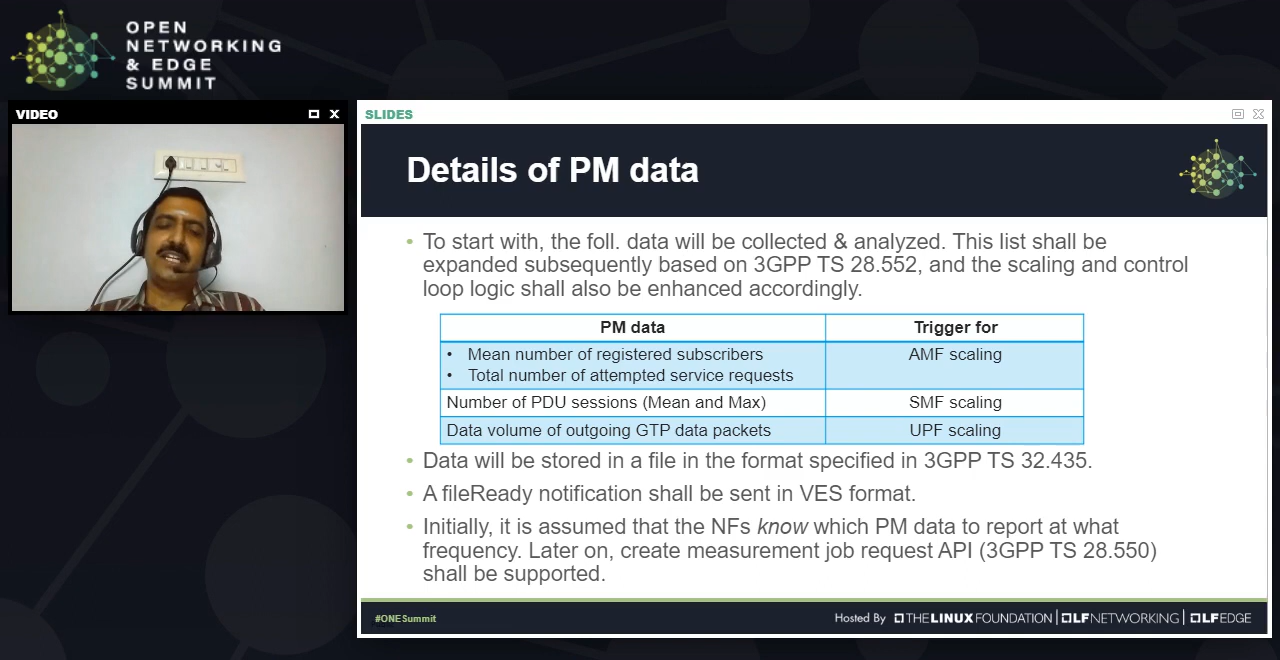 OPEN
NETWORKING
& EDGE
SUMMIT
VIDEO
SLIDES
Details of PM data
• To start with, the foll. data will be collected & analyzed. This list shall be
expanded subsequently based on 3GPP TS 28.552, and the scaling and control
loop logic shall also be enhanced accordingly.
PM data Trigger for
• Mean number of registered subscribers AMF scaling
• Total number of attempted service requests
Number of PDU sessions (Mean and Max) SMF scaling
Data volume of outgoing GTP data packets UPF scaling
• Data will be stored in a file in the format specified in 3GPP TS 32.435.
• A fileReady notification shall be sent in VES format.
• Initially, it is assumed that the NFs know which PM data to report at what
frequency. Later on, create measurement job request API (3GPP TS 28.550)
shall be supported.
#ONESummit Hosted By THE LINUX FOUNDATION | LF NETWORKING | LF EDGE